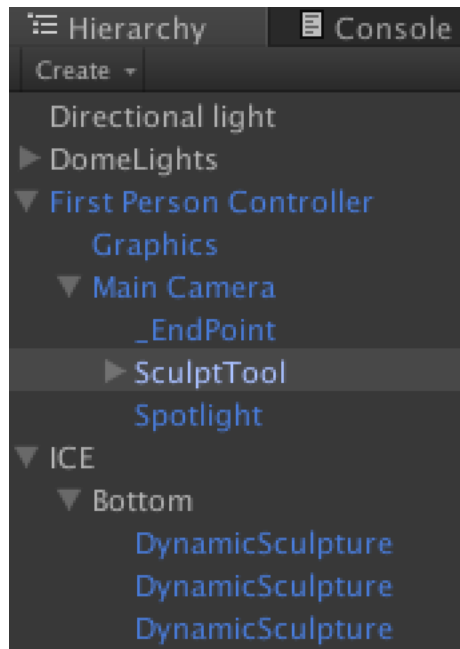 Hierarchy Console
Create
Directional light
DomeLights
First Person Controller
Graphics
Main Camera
_EndPoint
SculptTool
Spotlight
ICE
Bottom
DynamicSculpture
DynamicSculpture
DynamicSculpture